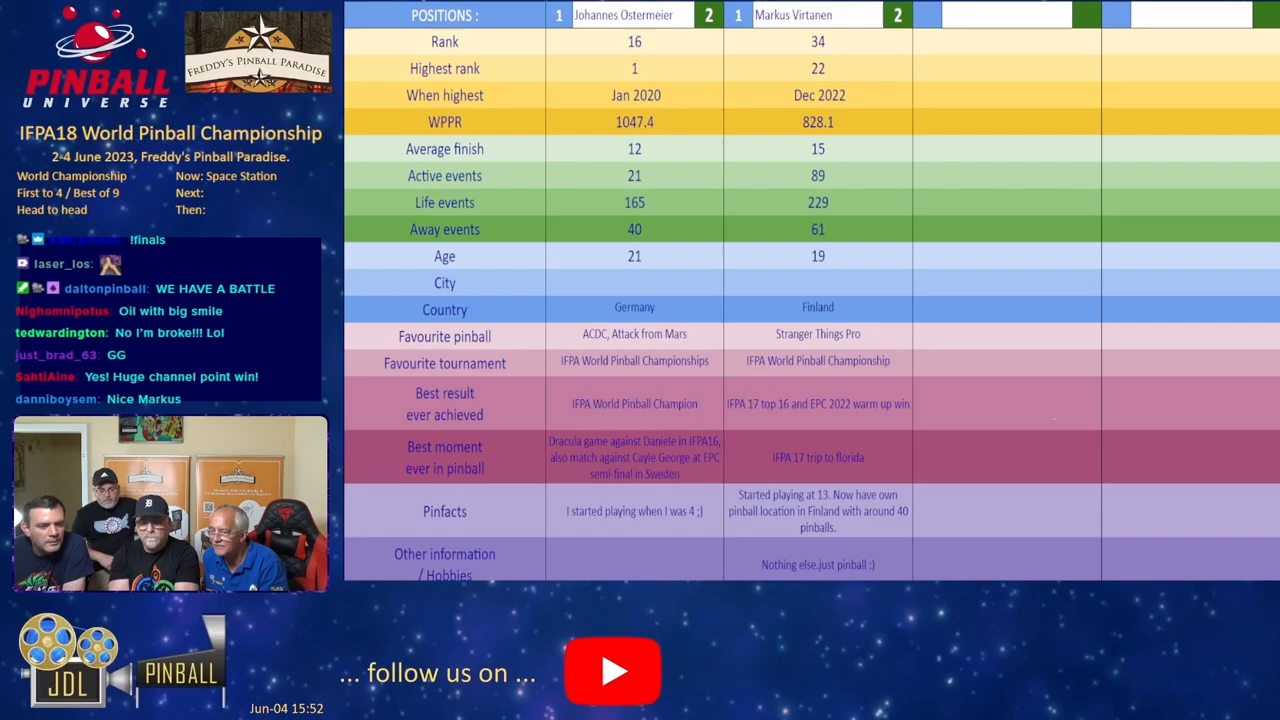 PINBALL
UNIVERSE
FREDDY'S PINBALL PARADISE
IFPA18 World Pinball Championship
2-4 June 2023, Freddy's Pinball Paradise.
World Championship
Now: Space Station
First to 4 / Best of 9
Next:
Head to head
Then:
!finals
laser_los:
daltonpinball: WE HAVE A BATTLE
Nighomnipotus: Oil with big smile
tedwardington: No I'm broke!!! Lol
just_brad_63: GG
SahtiAine: Yes! Huge channel point win!
danniboysem: Nice Markus
JDL
PINBALL
Jun-04 15:52
POSITIONS : 1 Johannes Ostermeier 2 1 Markus Virtanen 2
Rank 16 34
Highest rank 1 22
When highest Jan 2020 Dec 2022
WPPR 1047.4 828.1
Average finish 12 15
Active events 21 89
Life events 165 229
Away events 40 61
Age 21 19
City
Country Germany Finland
Favourite pinball ACDC, Attack from Mars Stranger Things Pro
Favourite tournament IFPA World Pinball Championships IFPA World Pinball Championship
Best result
ever achieved
IFPA World Pinball Champion
IFPA 17 top 16 and EPC 2022 warm up win
Best moment
ever in pinball
Dracula game against Daniele in IFPA16,
also match against Cayle George at EPC
semi-final in Sweden
IFPA 17 trip to florida
Pinfacts
I started playing when I was 4 ;)
Started playing at 13. Now have own
pinball location in Finland with around 40
pinballs.
Other information
/ Hobbies
Nothing else.just pinball :)
... follow us on ...